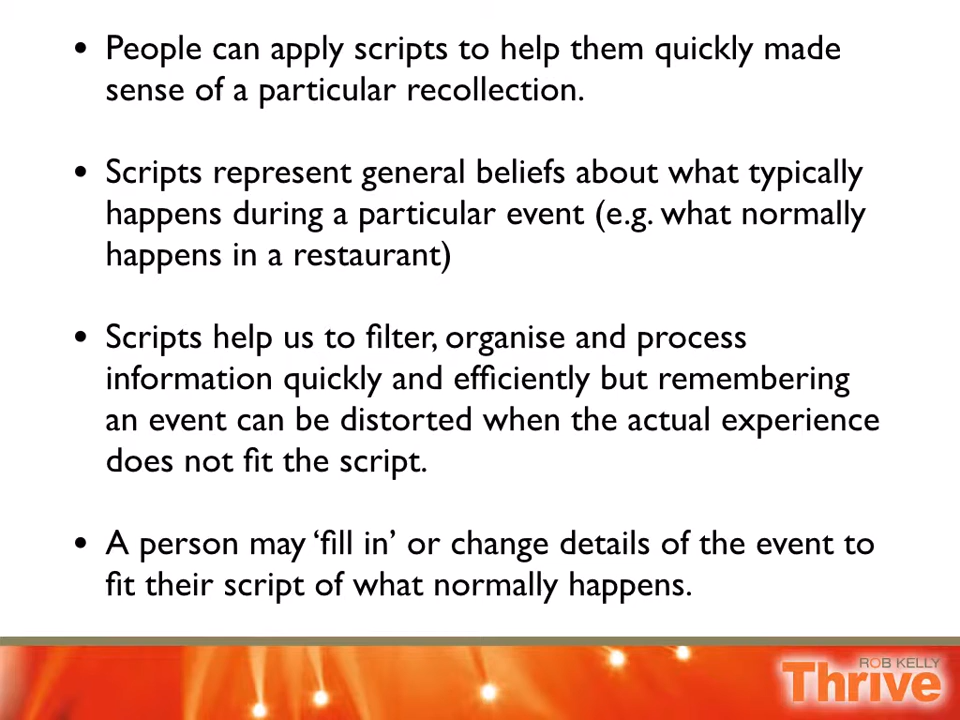 • People can apply scripts to help them quickly made
sense of a particular recollection.
• Scripts represent general beliefs about what typically
happens during a particular event (e.g. what normally
happens in a restaurant)
• Scripts help us to filter, organise and process
information quickly and efficiently but remembering
an event can be distorted when the actual experience
does not fit the script.
• A person may ‘fill in’ or change details of the event to
fit their script of what normally happens.
ROB KELLY
Thrive